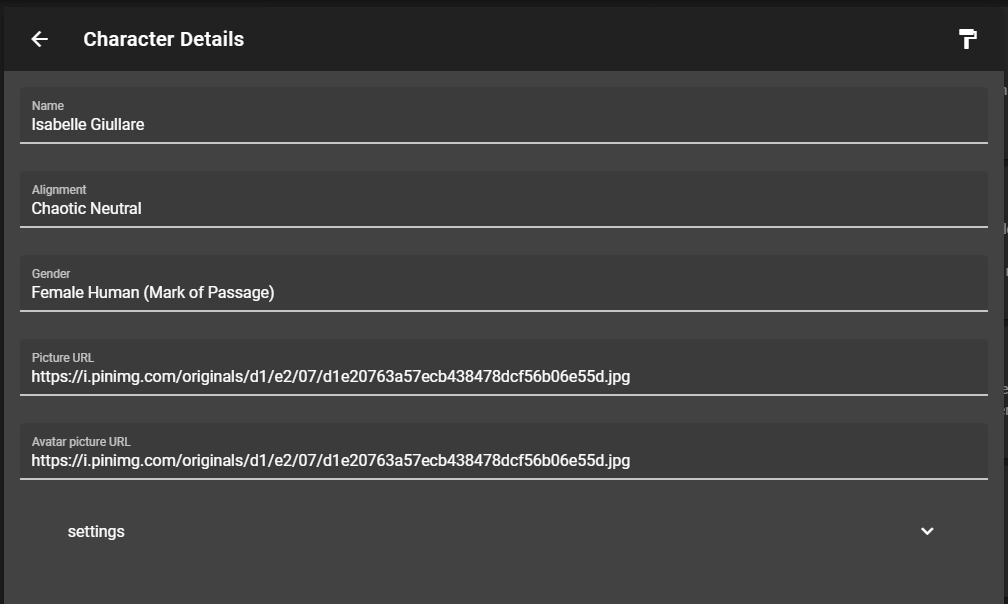 Character Details
Name
Isabelle Giullare
Alignment
Chaotic Neutral
Gender
Female Human (Mark of Passage)
Picture URL
https://i.pinimg.com/originals/d1/e2/07/d1e20763a57ecb438478dcf56b06e55d.jpg
Avatar picture URL
https://i.pinimg.com/originals/d1/e2/07/d1e20763a57ecb438478dcf56b06e55d.jpg
settings